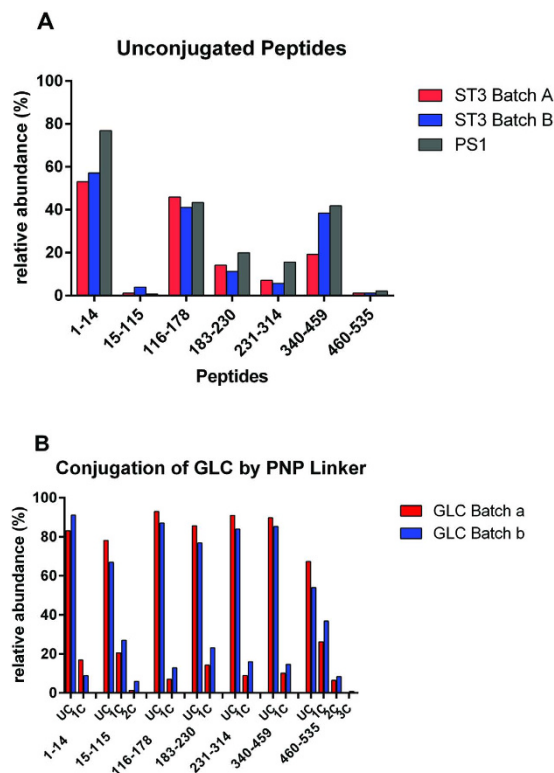 A
Unconjugated Peptides
relative abundance (%)
100
80
60
40
20
0
1-14
15-115
116-178
183-230
231-314
340-459
460-535
Peptides
ST3 Batch A
ST3 Batch B
PS1
B
Conjugation of GLC by PNP Linker
relative abundance (%)
100
80
60
40
20
0
UC 1C
UC 1C 2C
UC 1C
UC 1C
UC 1C
UC 1C
UC 1C 2C 3C
1-14
15-115
116-178
183-230
231-314
340-459
460-535
GLC Batch a
GLC Batch b